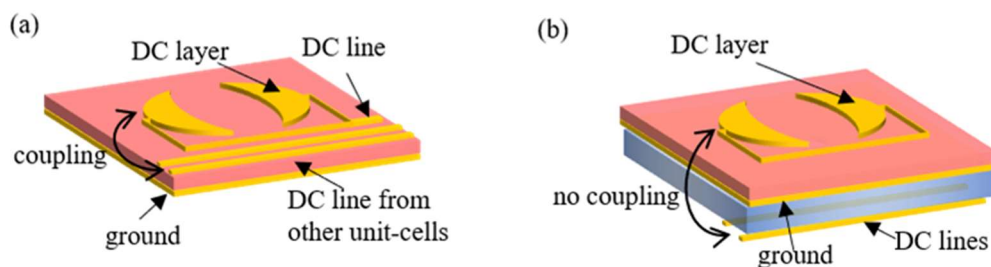 (a)
DC layer
DC line
coupling
ground
DC line from
other unit-cells
(b)
DC layer
no coupling
ground
DC lines